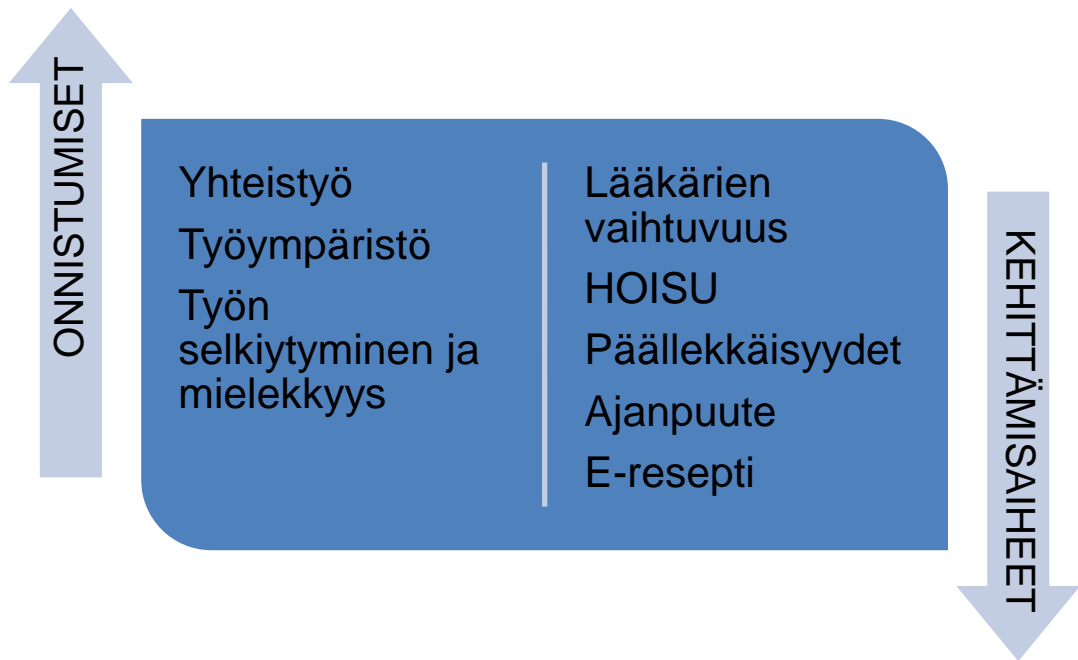 ONNISTUMISET
Yhteistyö
Työympäristö
Työn
selkiytyminen ja
mielekkyys
Lääkärien
vaihtuvuus
HOISU
Päällekkäisyydet
Ajanpuute
E-resepti
KEHITTÄMISAIHEET